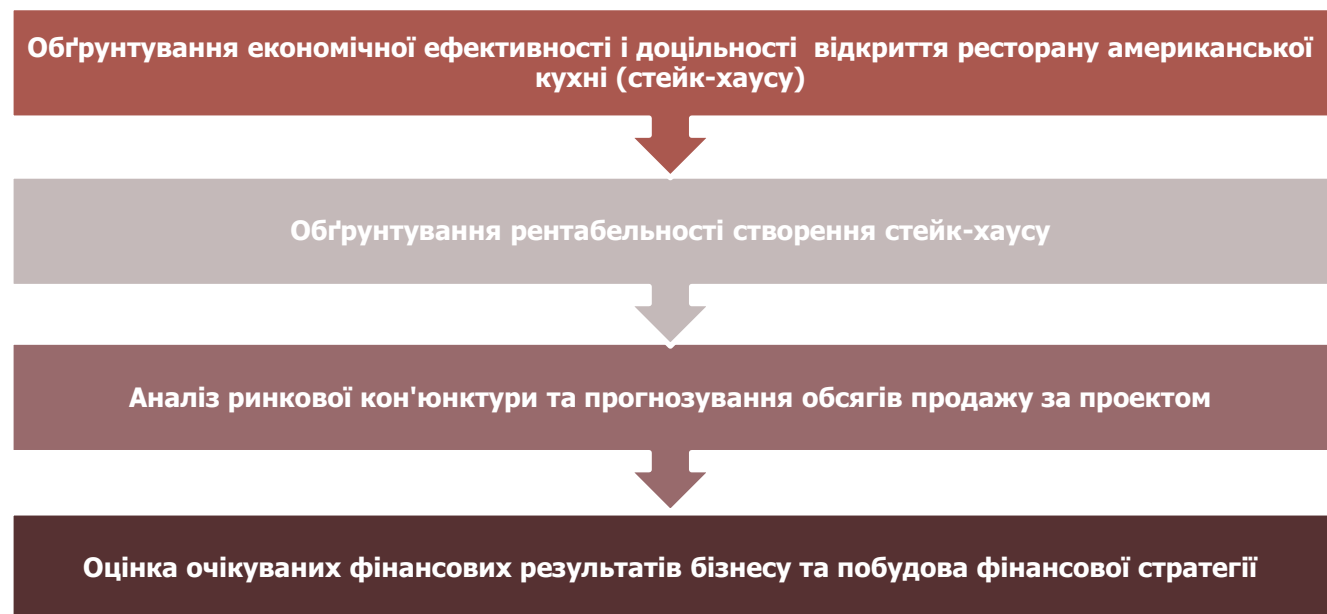 Обґрунтування економічної ефективності і доцільності  відкриття ресторану американської
кухні (стейк-хаусу)
Обґрунтування рентабельності створення стейк-хаусу
Аналіз ринкової кон'юнктури та прогнозування обсягів продажу за проектом
Оцінка очікуваних фінансових результатів бізнесу та побудова фінансової стратегії